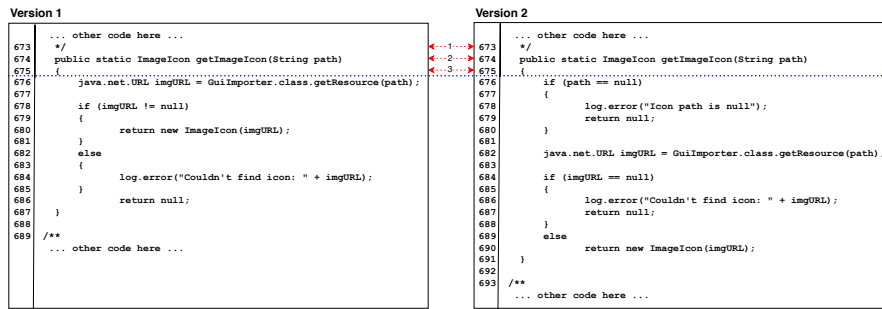 Version 1
... other code here ...
673 */
674 public static ImageIcon getImageIcon(String path)
675 {
676 java.net.URL imgURL = GuiImporter.class.getResource(path);
677
678 if (imgURL != null)
679 {
680 return new ImageIcon(imgURL);
681 }
682 else
683 {
684 log.error("Couldn't find icon: " + imgURL);
685 }
686 return null;
687 }
688
689 /**
... other code here ...
1
2
3
Version 2
... other code here ...
673 */
674 public static ImageIcon getImageIcon(String path)
675 {
676 if (path == null)
677 {
678 log.error("Icon path is null");
679 return null;
680 }
681
682 java.net.URL imgURL = GuiImporter.class.getResource(path);
683
684 if (imgURL == null)
685 {
686 log.error("Couldn't find icon: " + imgURL);
687 return null;
688 }
689 else
690 return new ImageIcon(imgURL);
691 }
692
693 /**
... other code here ...